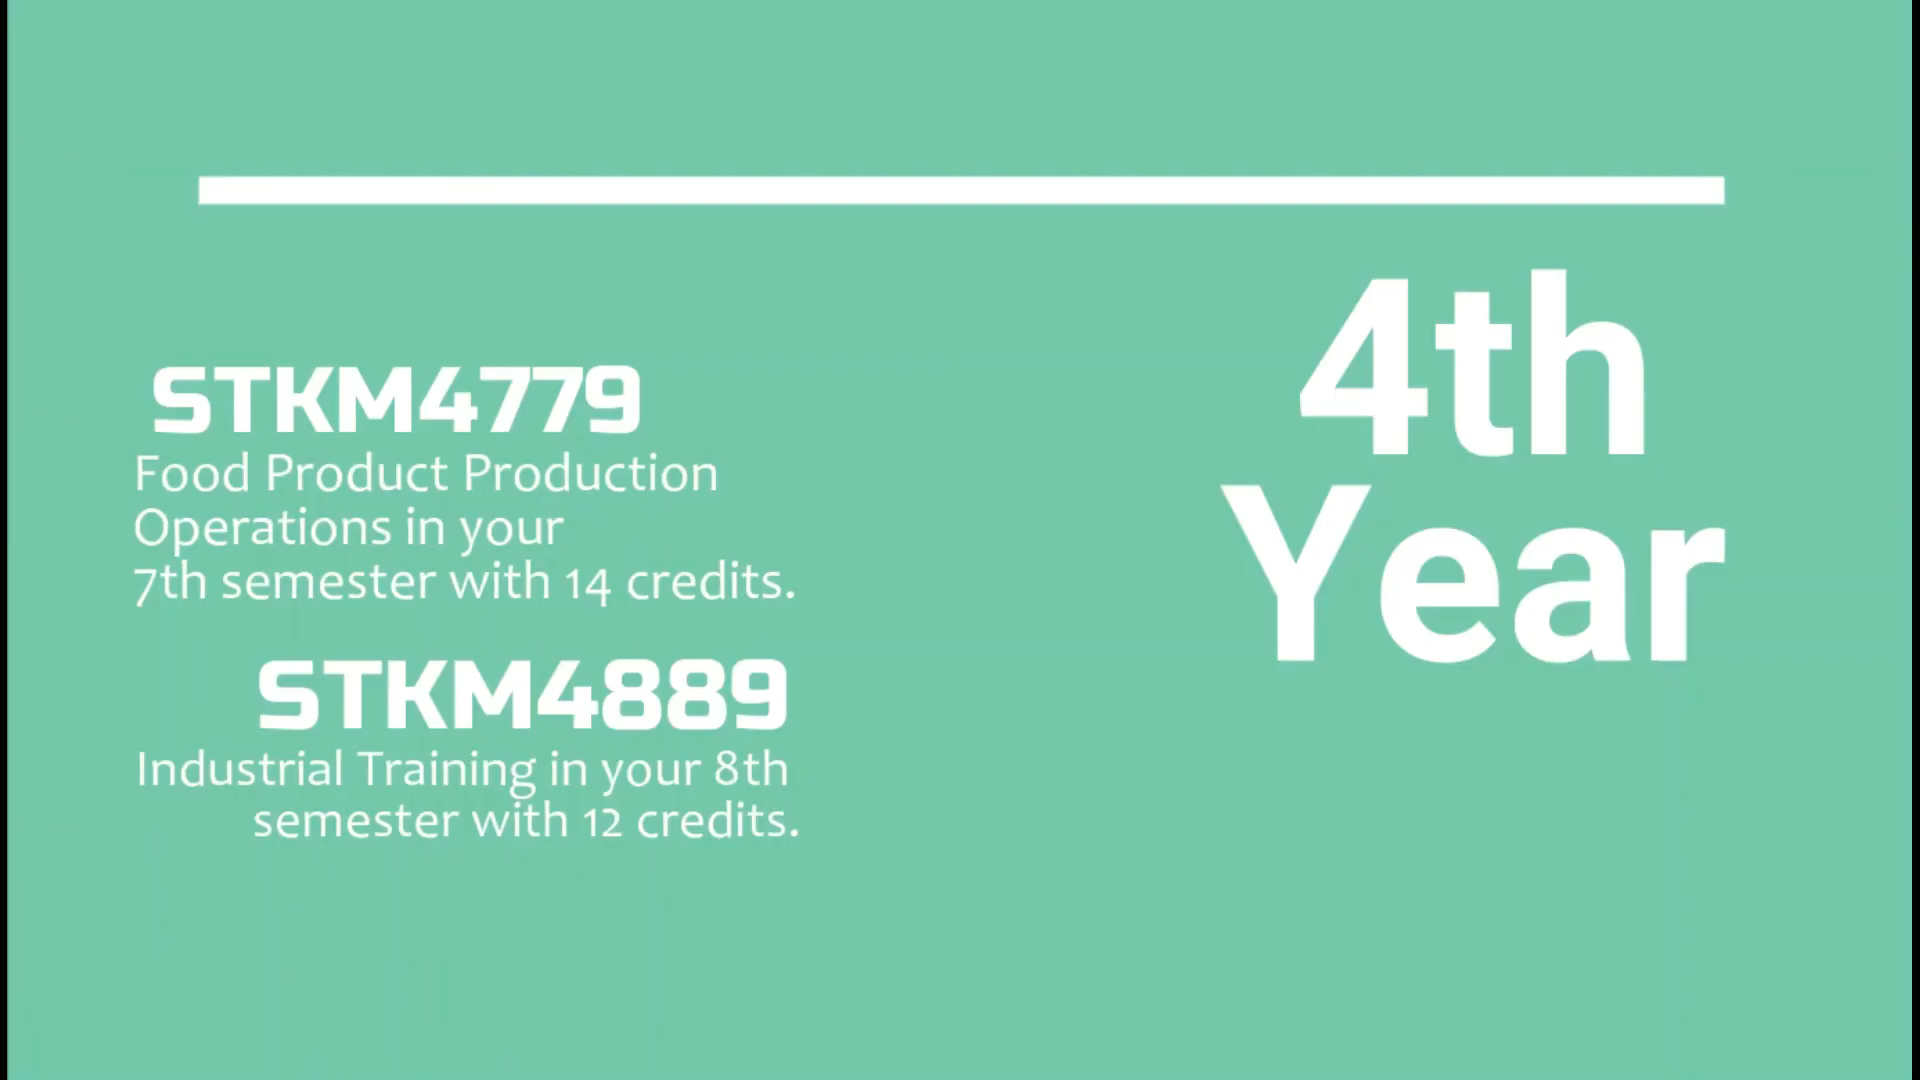 STKM4779
Food Product Production
Operations in your
7th semester with 14 credits.
STKM4889
Industrial Training in your 8th
semester with 12 credits.
4th
Year